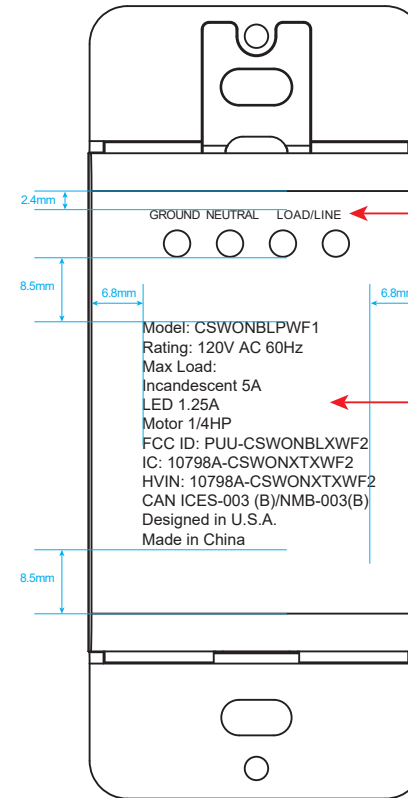 2.4mm
GROUND NEUTRAL LOAD/LINE
8.5mm
6.8mm
6.8mm
Model: CSWONBLPWF1
Rating: 120V AC 60Hz
Max Load:
Incandescent 5A
LED 1.25A
Motor 1/4HP
FCC ID: PUU-CSWONBLXWF2
IC: 10798A-CSWONXTXWF2
HVIN: 10798A-CSWONXTXWF2
CAN ICES-003 (B)/NMB-003(B)
Designed in U.S.A.
Made in China
8.5mm